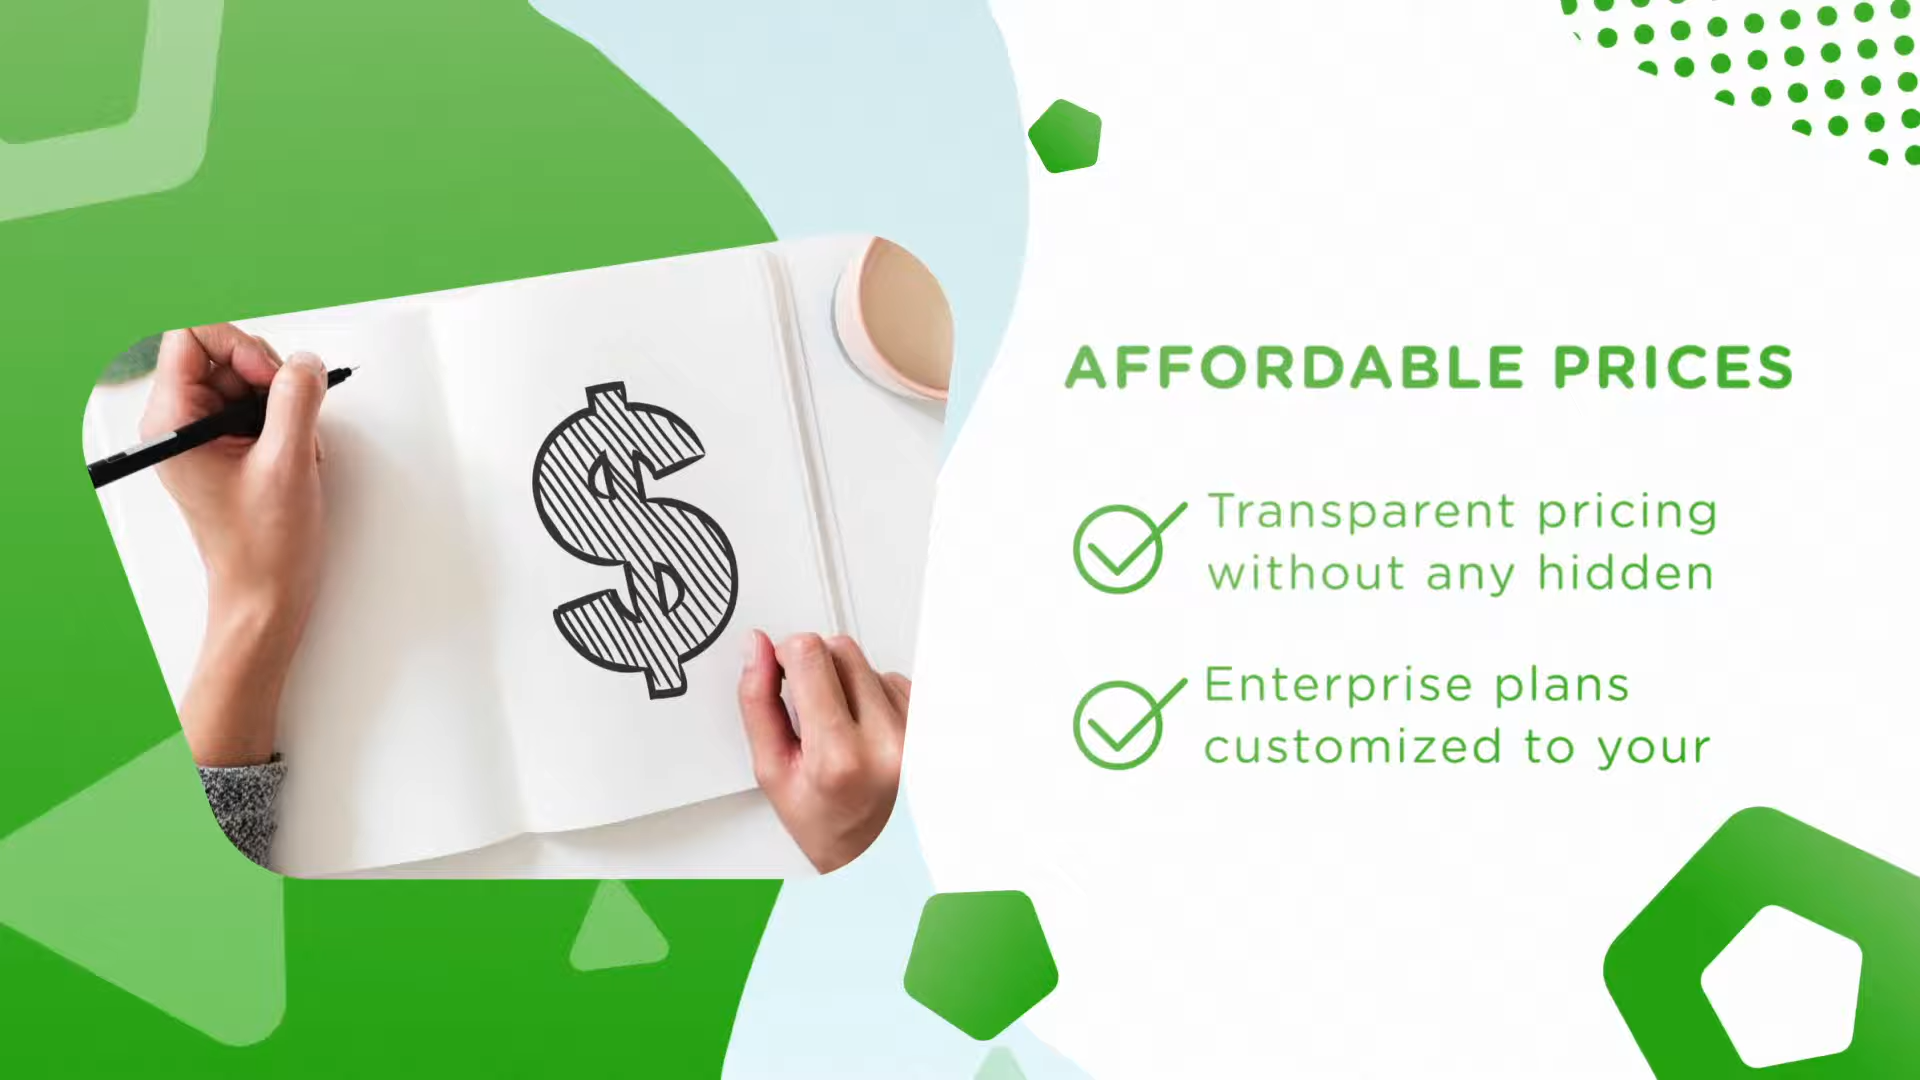 AFFORDABLE PRICES
Transparent pricing
without any hidden
Enterprise plans
customized to your
$